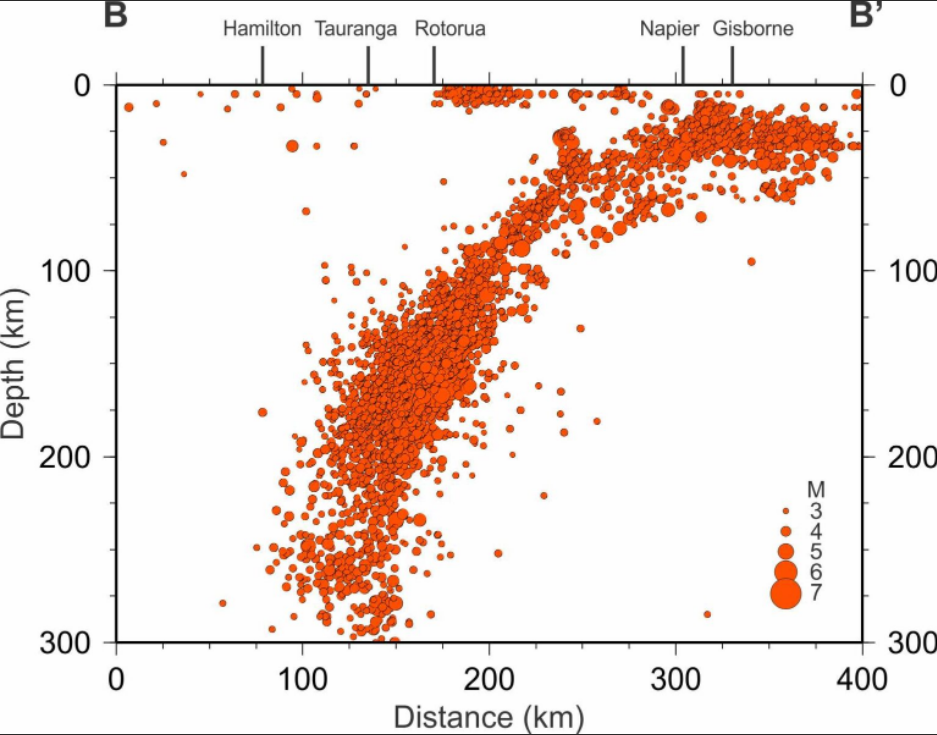 B B’
Hamilton Tauranga Rotorua Napier Gisborne
0 0
100 100
200 200
300 300
Depth (km)
M
3
4
5
6
7
0 100 200 300 400
Distance (km)